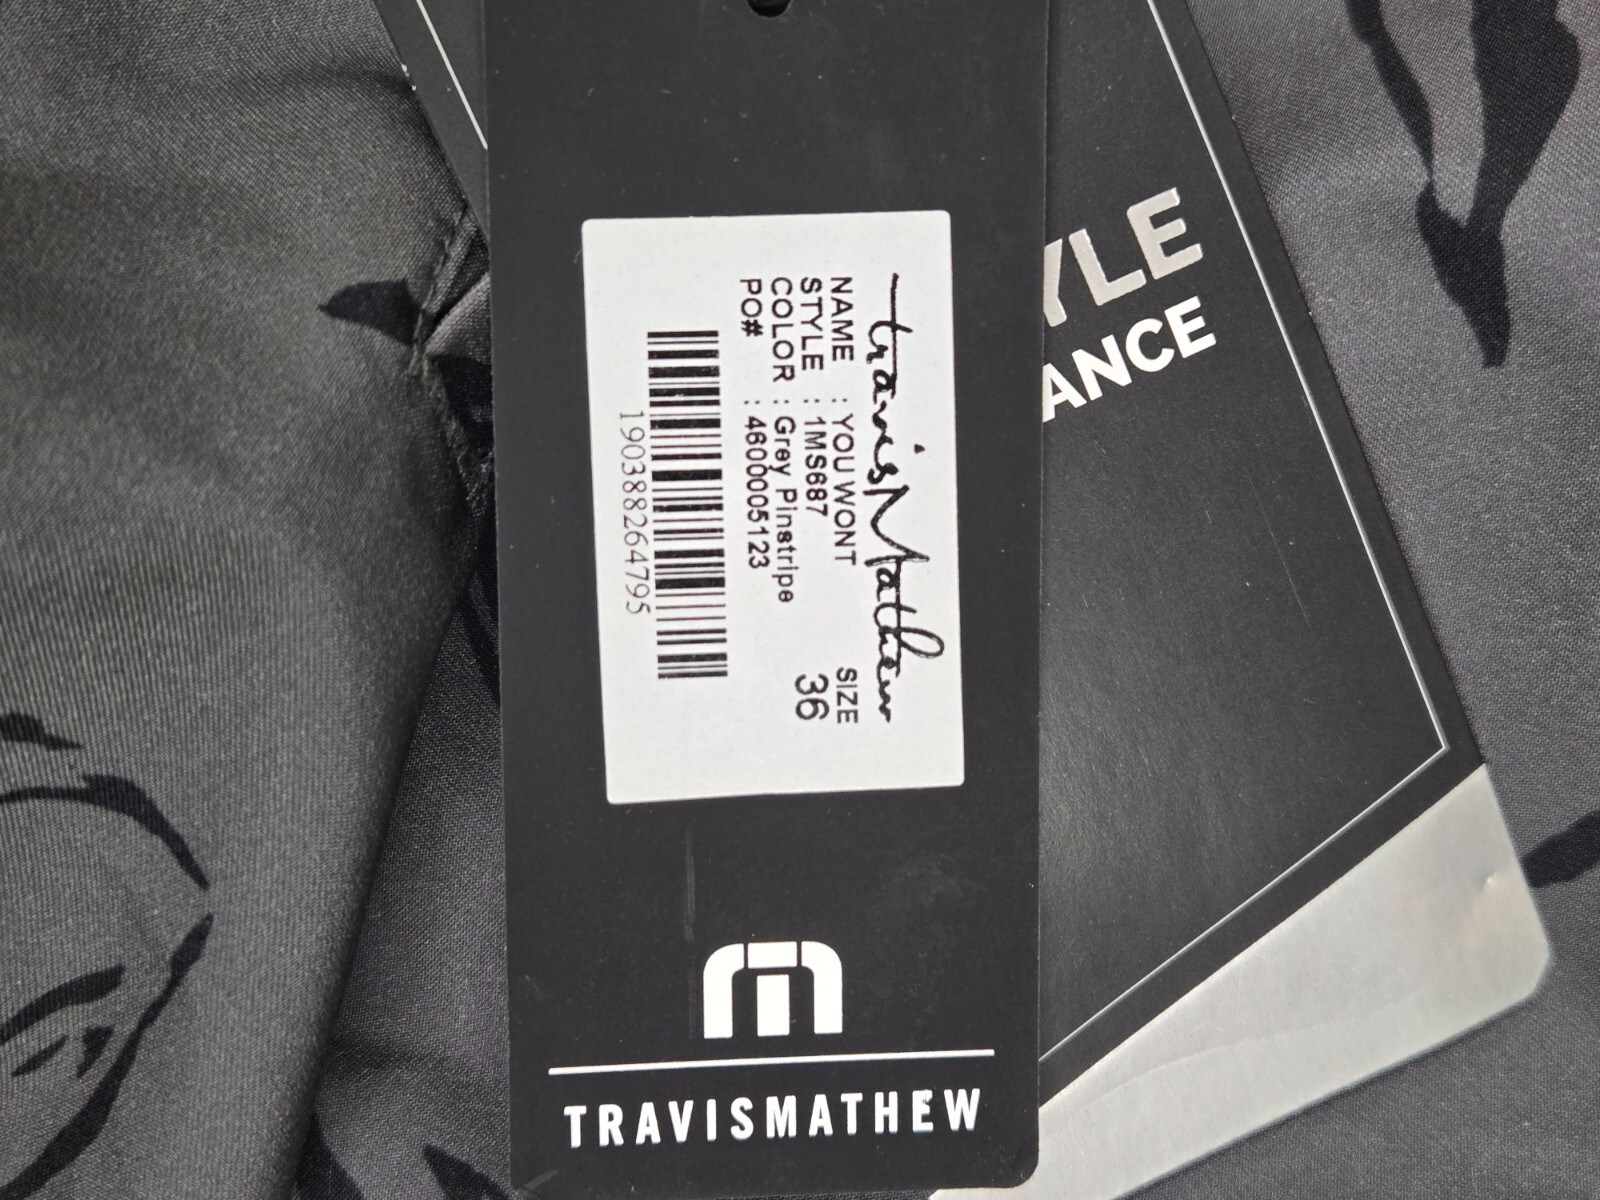 travisMathew
NAME : YOU WONT
STYLE : 1MS687
COLOR : Grey Pinstripe
PO# : 4600005123
SIZE
36
190388264795
TRAVISMATHEW
YLE
ANCE